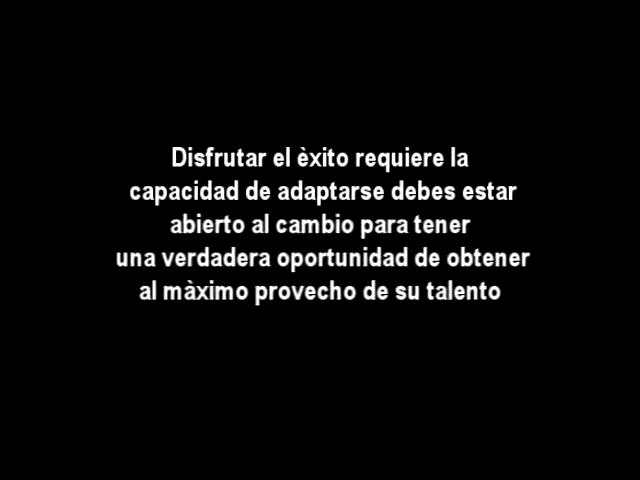 Disfrutar el èxito requiere la
capacidad de adaptarse debes estar
abierto al cambio para tener
una verdadera oportunidad de obtener
al màximo provecho de su talento